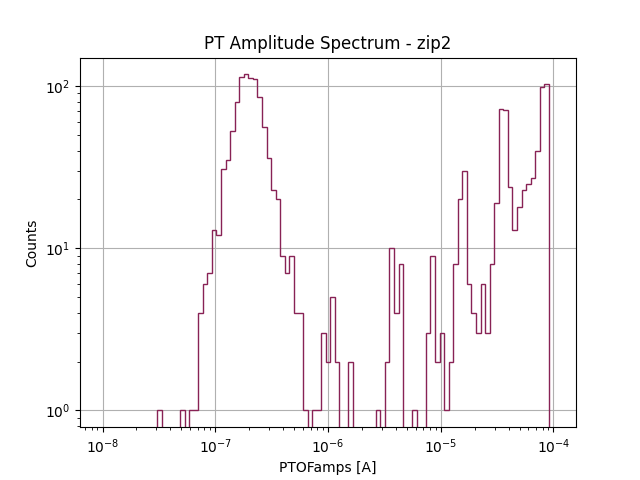 PT Amplitude Spectrum - zip2
Counts
10²
10¹
10⁰
10⁻⁸ 10⁻⁷ 10⁻⁶ 10⁻⁵ 10⁻⁴
PTOFamps [A]